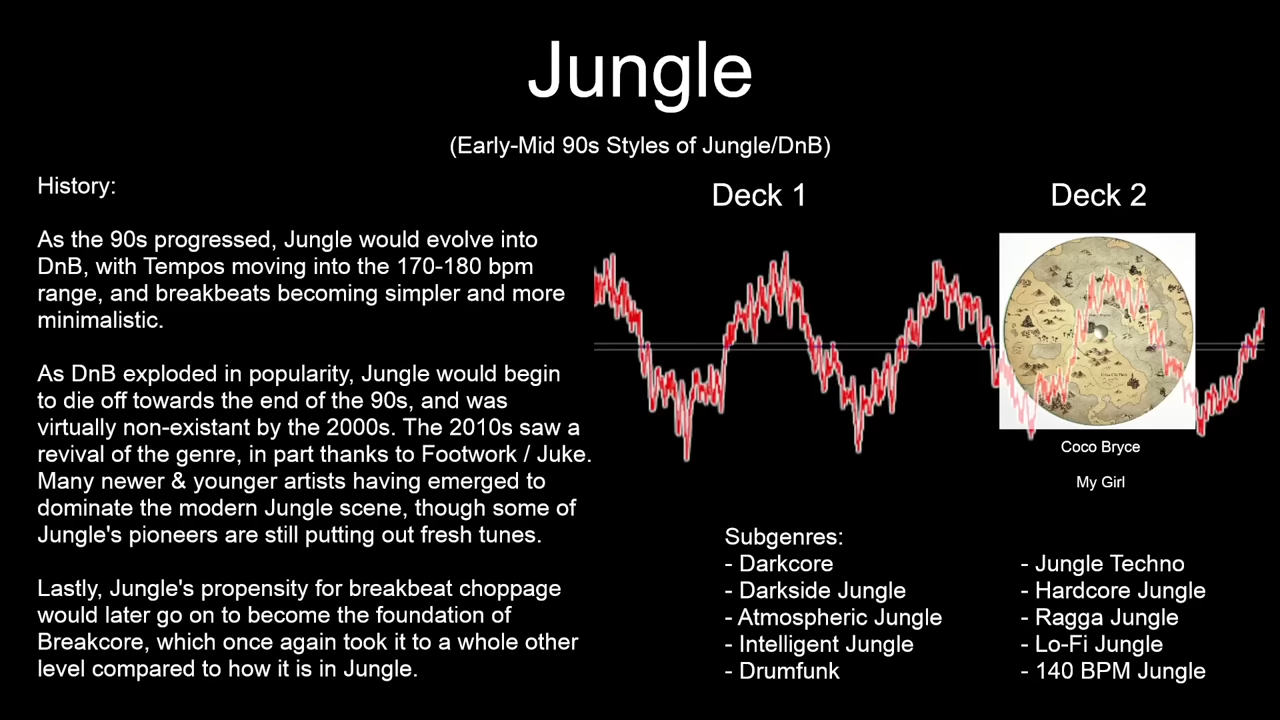 Jungle
(Early-Mid 90s Styles of Jungle/DnB)
History:
As the 90s progressed, Jungle would evolve into
DnB, with Tempos moving into the 170-180 bpm
range, and breakbeats becoming simpler and more
minimalistic.
As DnB exploded in popularity, Jungle would begin
to die off towards the end of the 90s, and was
virtually non-existant by the 2000s. The 2010s saw a
revival of the genre, in part thanks to Footwork / Juke.
Many newer & younger artists having emerged to
dominate the modern Jungle scene, though some of
Jungle's pioneers are still putting out fresh tunes.
Lastly, Jungle's propensity for breakbeat choppage
would later go on to become the foundation of
Breakcore, which once again took it to a whole other
level compared to how it is in Jungle.
Deck 1
Deck 2
Coco Bryce
My Girl
Subgenres:
- Darkcore
- Darkside Jungle
- Atmospheric Jungle
- Intelligent Jungle
- Drumfunk
- Jungle Techno
- Hardcore Jungle
- Ragga Jungle
- Lo-Fi Jungle
- 140 BPM Jungle